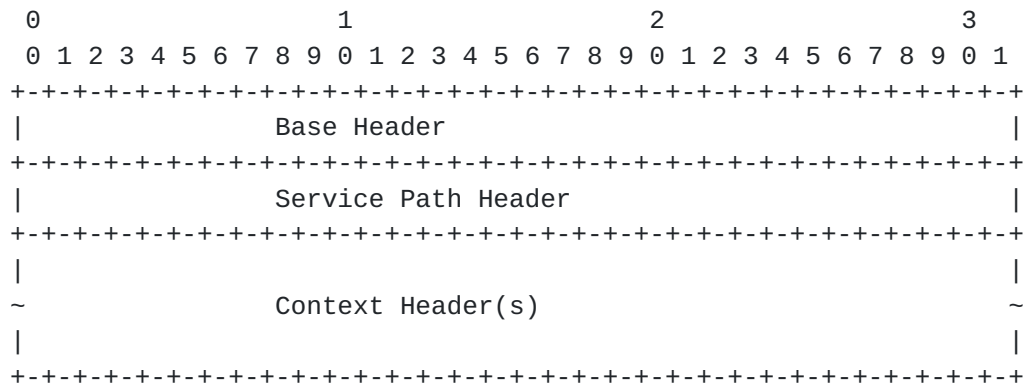 0                   1                   2                   3
 0 1 2 3 4 5 6 7 8 9 0 1 2 3 4 5 6 7 8 9 0 1 2 3 4 5 6 7 8 9 0 1
+-+-+-+-+-+-+-+-+-+-+-+-+-+-+-+-+-+-+-+-+-+-+-+-+-+-+-+-+-+-+-+-+
|                Base Header                                    |
+-+-+-+-+-+-+-+-+-+-+-+-+-+-+-+-+-+-+-+-+-+-+-+-+-+-+-+-+-+-+-+-+
|                Service Path Header                            |
+-+-+-+-+-+-+-+-+-+-+-+-+-+-+-+-+-+-+-+-+-+-+-+-+-+-+-+-+-+-+-+-+
|                                                               |
~                Context Header(s)                              ~
|                                                               |
+-+-+-+-+-+-+-+-+-+-+-+-+-+-+-+-+-+-+-+-+-+-+-+-+-+-+-+-+-+-+-+-+